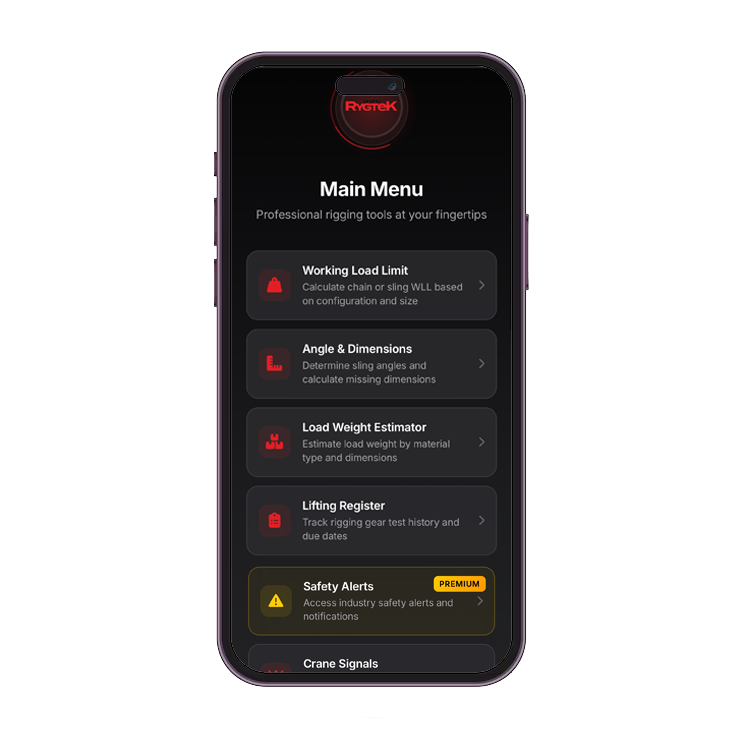 RYGTEK
Main Menu
Professional rigging tools at your fingertips
Working Load Limit
Calculate chain or sling WLL based
on configuration and size
Angle & Dimensions
Determine sling angles and
calculate missing dimensions
Load Weight Estimator
Estimate load weight by material
type and dimensions
Lifting Register
Track rigging gear test history and
due dates
Safety Alerts
PREMIUM
Access industry safety alerts and
notifications
Crane Signals